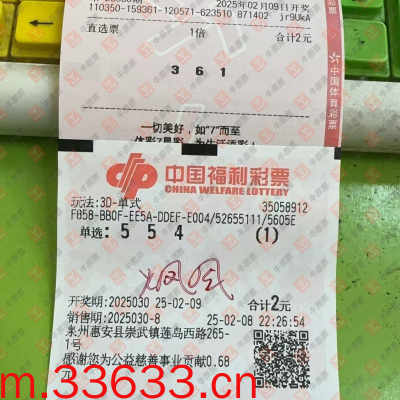 2025年02月09日开奖
110350-159361-120571-623510 871402 jr9UkA
直选票 1倍 合计2元
3 6 1
一切美好，如"7"而至
中国体育彩票
中国福利彩票
CHINA WELFARE LOTTERY
玩法:3D-单式 35058912
F058-BB0F-EE5A-DDEF-E004/52655111/5605E
单选: 5 5 4 (1)
开奖期:2025030 25-02-09 合计2元
销售期:2025030-8 25-02-08 22:26:54
泉州惠安县崇武镇莲岛西路265-
1号
感谢您为公益慈善事业贡献0.68
元
m.33633.cn